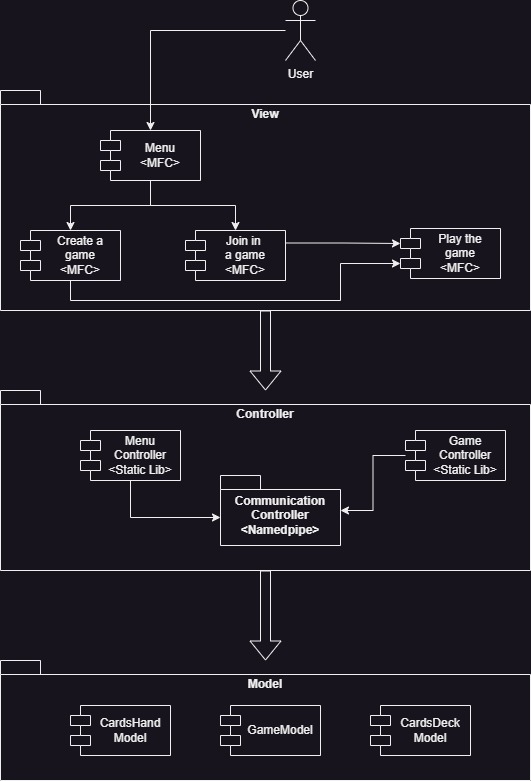 User
View
Menu
<MFC>
Create a
game
<MFC>
Join in
a game
<MFC>
Play the
game
<MFC>
Controller
Menu
Controller
<Static Lib>
Game
Controller
<Static Lib>
Communication
Controller
<Namedpipe>
Model
CardsHand
Model
GameModel
CardsDeck
Model